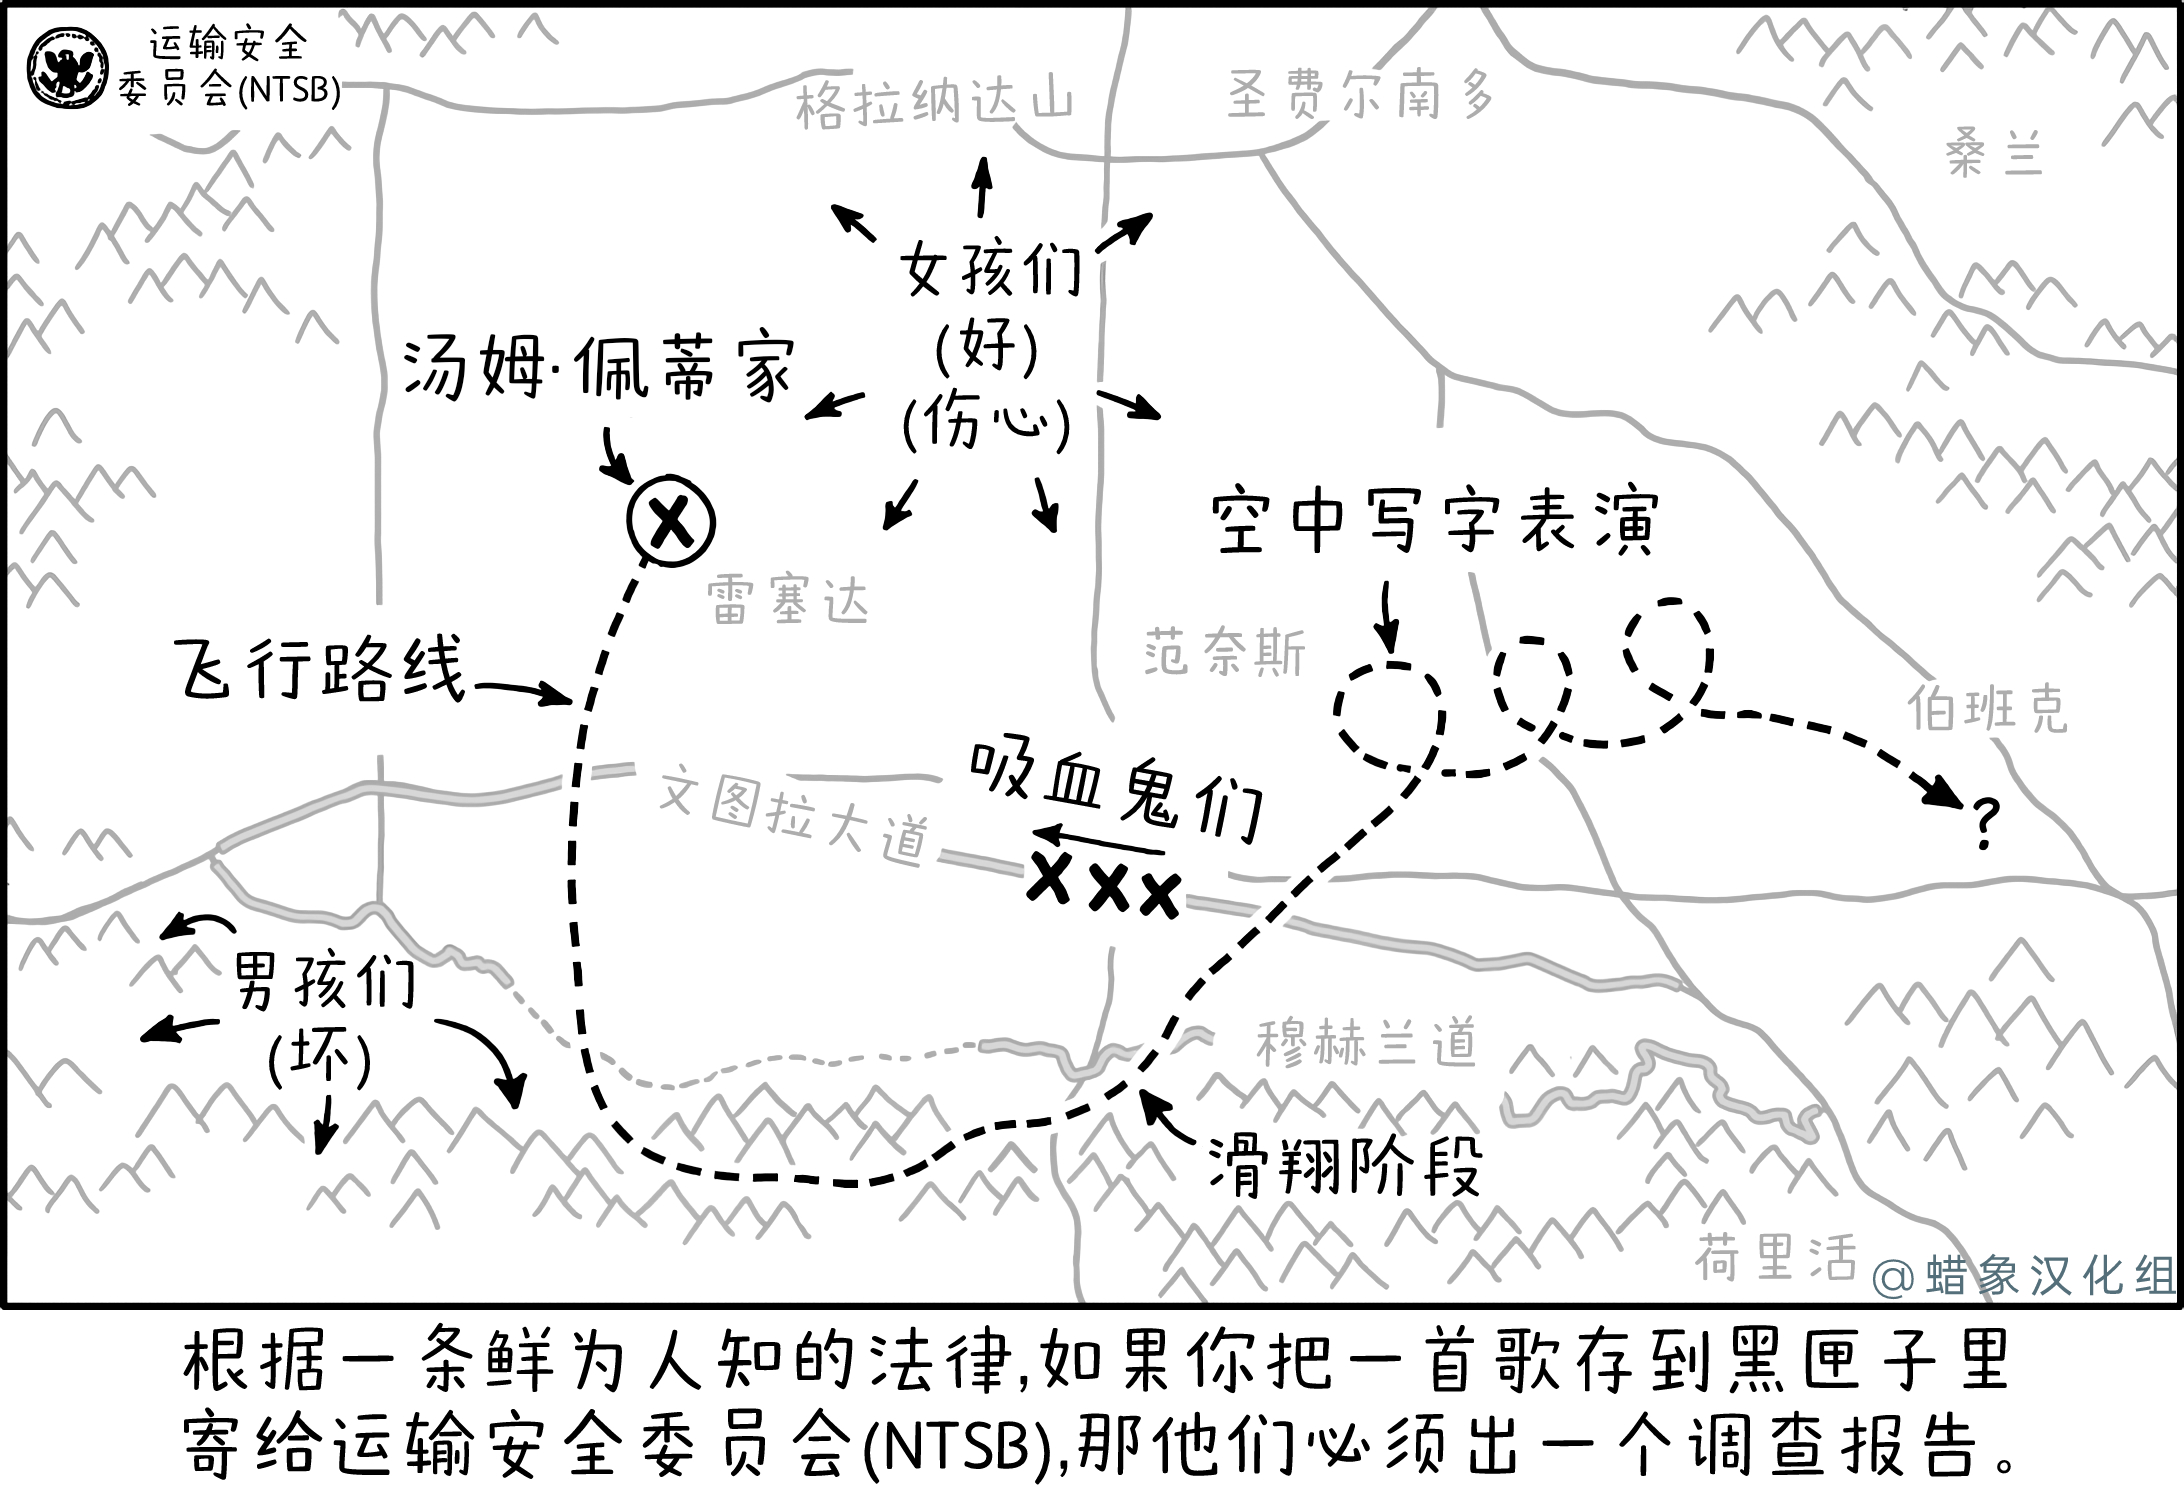 运输安全
委员会(NTSB)
格拉纳达山
圣费尔南多
桑兰
女孩们
(好)
(伤心)
汤姆·佩蒂家
空中写字表演
雷塞达
范奈斯
飞行路线
伯班克
文图拉大道
吸血鬼们
?
男孩们
(坏)
穆赫兰道
滑翔阶段
荷里活
@蜡象汉化组
根据一条鲜为人知的法律,如果你把一首歌存到黑匣子里
寄给运输安全委员会(NTSB),那他们必须出一个调查报告。